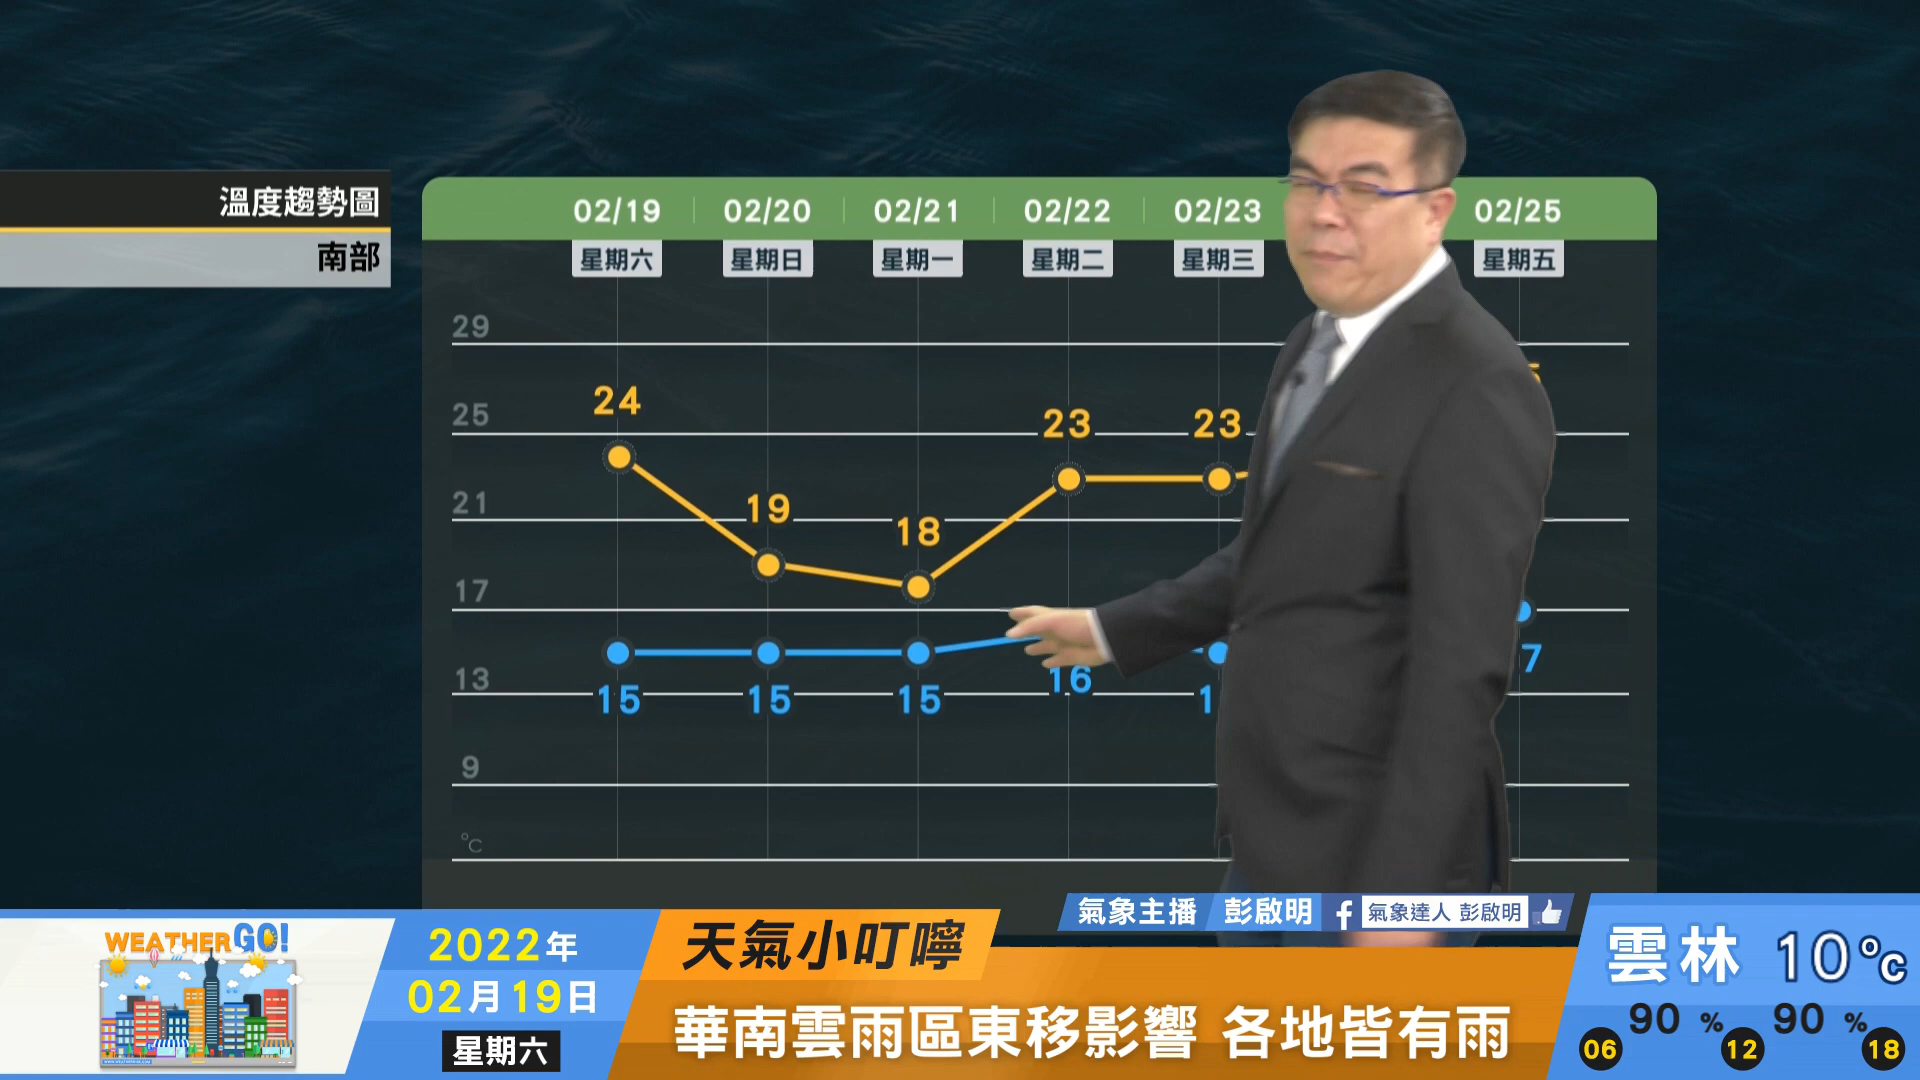 溫度趨勢圖
南部
02/19 02/20 02/21 02/22 02/23 02/25
星期六 星期日 星期一 星期二 星期三 星期五
29
25
21
17
13
9
°C
24 19 18 23 23
15 15 15 16
氣象主播 彭啟明 f 氣象達人 彭啟明
WEATHER GO!
2022年
02月19日
星期六
天氣小叮嚀
華南雲雨區東移影響 各地皆有雨
雲林 10°C
90 % 90 %
06 12 18